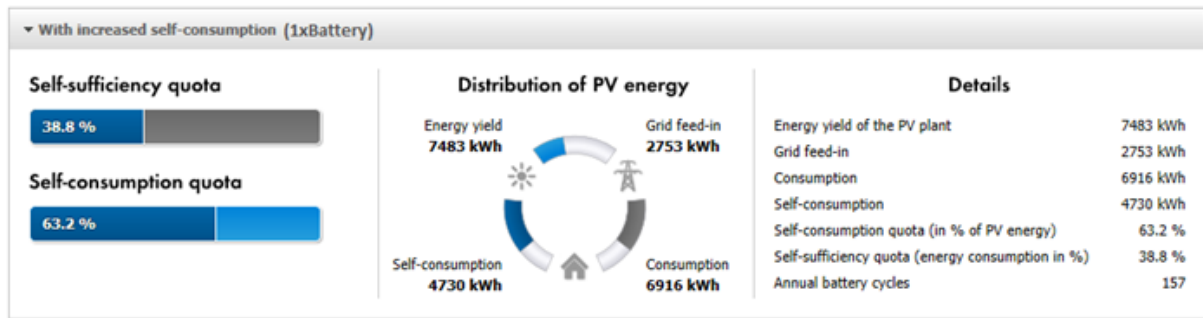 With increased self-consumption (1xBattery)
Self-sufficiency quota
38.8 %
Self-consumption quota
63.2 %
Distribution of PV energy
Energy yield
7483 kWh
Grid feed-in
2753 kWh
Self-consumption
4730 kWh
Consumption
6916 kWh
Details
Energy yield of the PV plant 7483 kWh
Grid feed-in 2753 kWh
Consumption 6916 kWh
Self-consumption 4730 kWh
Self-consumption quota (in % of PV energy) 63.2 %
Self-sufficiency quota (energy consumption in %) 38.8 %
Annual battery cycles 157